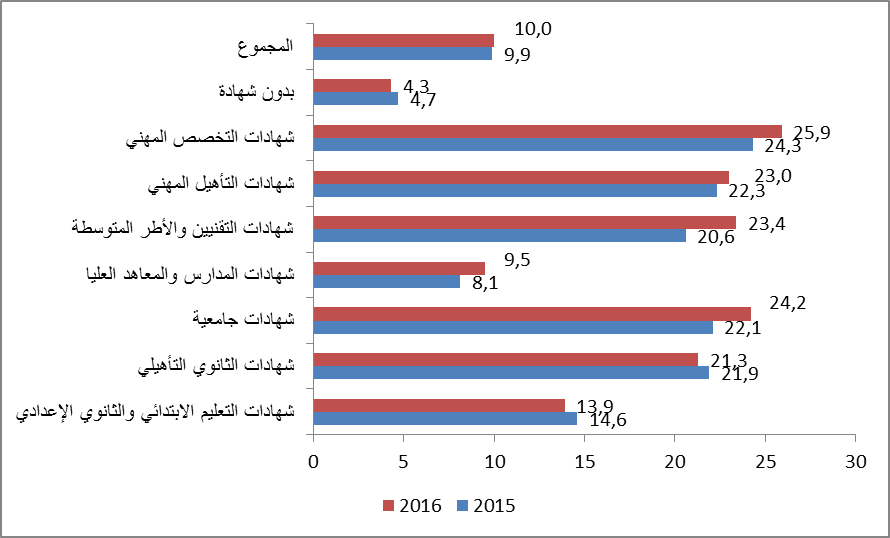 المجموع
10,0
9,9
بدون شهادة
4,3
4,7
شهادات التخصص المهني
25,9
24,3
شهادات التأهيل المهني
23,0
22,3
شهادات التقنيين والأطر المتوسطة
23,4
20,6
شهادات المدارس والمعاهد العليا
9,5
8,1
شهادات جامعية
24,2
22,1
شهادات الثانوي التأهيلي
21,3
21,9
شهادات التعليم الابتدائي والثانوي الإعدادي
13,9
14,6
0 5 10 15 20 25 30
2016 2015